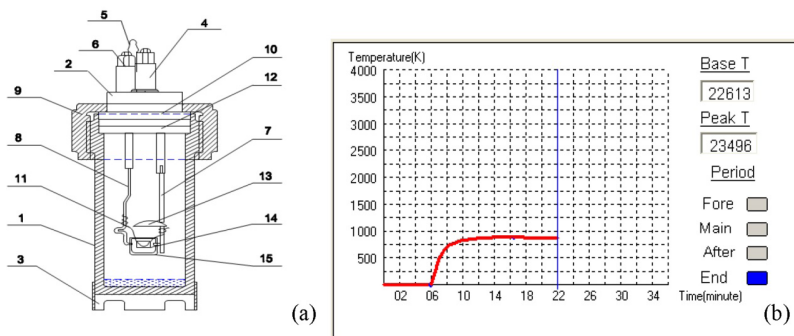 5
6
4
2
10
12
9
8
7
11
13
1
14
15
3
(a)
Temperature(K)
4000
3500
3000
2500
2000
1500
1000
500
02 06 10 14 18 22 26 30 34
Time(minute)
Base T
22613
Peak T
23496
Period
Fore
Main
After
End
(b)